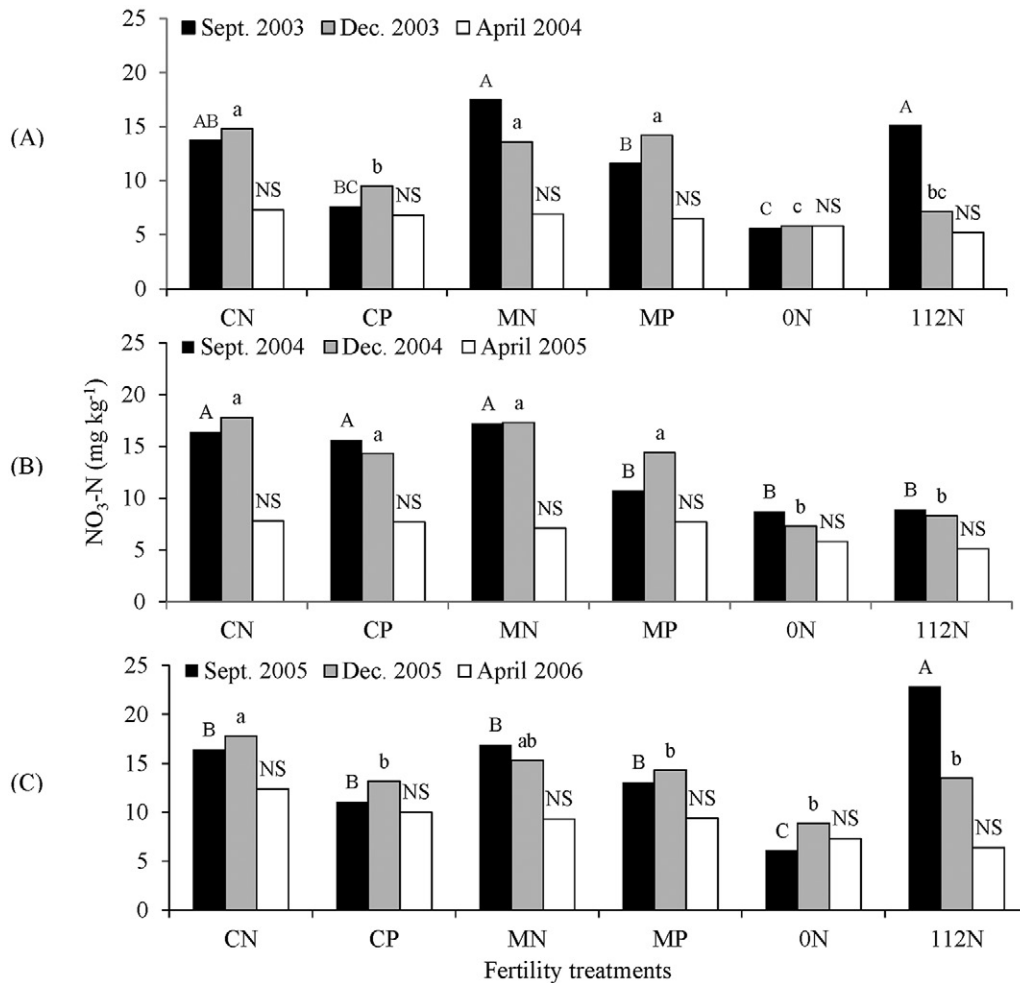 Sept. 2003 Dec. 2003 April 2004
25
20
15
10
5
0
(A)
AB a NS
BC b NS
A a NS
B a NS
C c NS
A bc NS
CN CP MN MP 0N 112N
Sept. 2004 Dec. 2004 April 2005
25
20
15
10
5
0
(B)
NO₃-N (mg kg⁻¹)
A a NS
A a NS
A a NS
B a NS
B b NS
B b NS
CN CP MN MP 0N 112N
Sept. 2005 Dec. 2005 April 2006
25
20
15
10
5
0
(C)
B a NS
B b NS
B ab NS
B b NS
C b NS
A b NS
CN CP MN MP 0N 112N
Fertility treatments